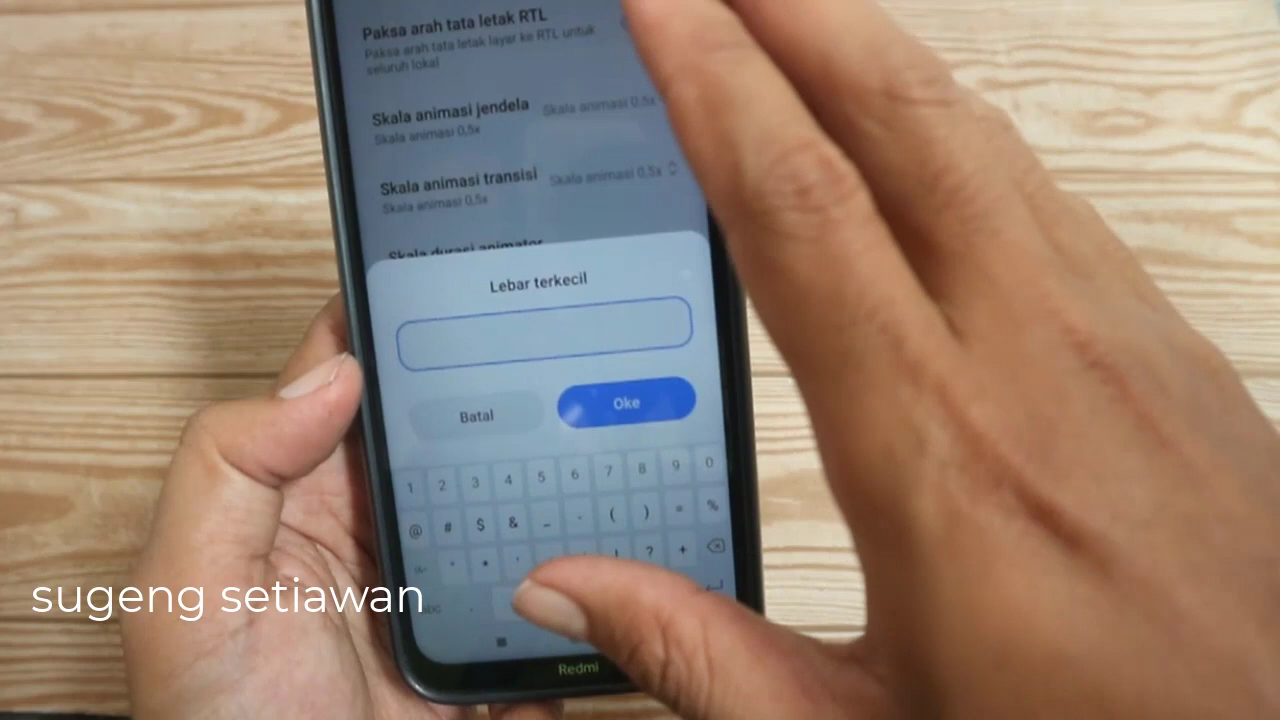 Paksa arah tata letak RTL
Paksa arah tata letak layar ke RTL untuk
seluruh lokal
Skala animasi jendela
Skala animasi 0,5x
Skala animasi 0,5x
Skala animasi transisi
Skala animasi 0,5x
Skala animasi 0,5x
Skala durasi animator
Lebar terkecil
Batal
Oke
1 2 3 4 5 6 7 8 9 0
@ # $ & _ - ( ) = %
" * ' ! ? +
Redmi
sugeng setiawan